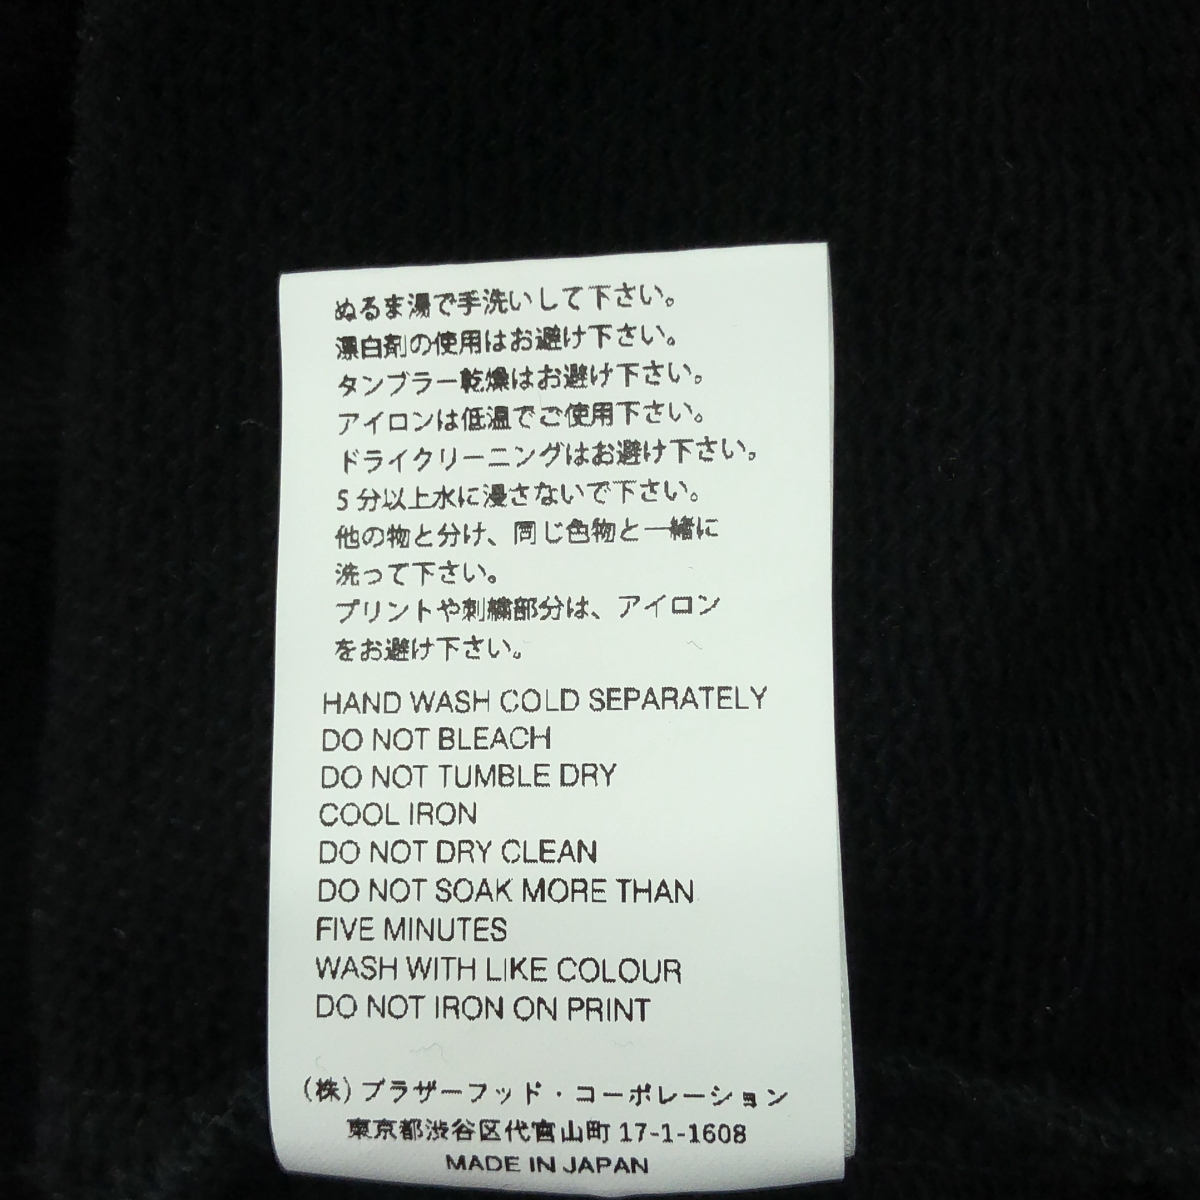 ぬるま湯で手洗いして下さい。
漂白剤の使用はお避け下さい。
タンブラー乾燥はお避け下さい。
アイロンは低温でご使用下さい。
ドライクリーニングはお避け下さい。
5分以上水に浸さないで下さい。
他の物と分け、同じ色物と一緒に
洗って下さい。
プリントや刺繍部分は、アイロン
をお避け下さい。
HAND WASH COLD SEPARATELY
DO NOT BLEACH
DO NOT TUMBLE DRY
COOL IRON
DO NOT DRY CLEAN
DO NOT SOAK MORE THAN
FIVE MINUTES
WASH WITH LIKE COLOUR
DO NOT IRON ON PRINT
(株)ブラザーフッド・コーポレーション
東京都渋谷区代官山町 17-1-1608
MADE IN JAPAN